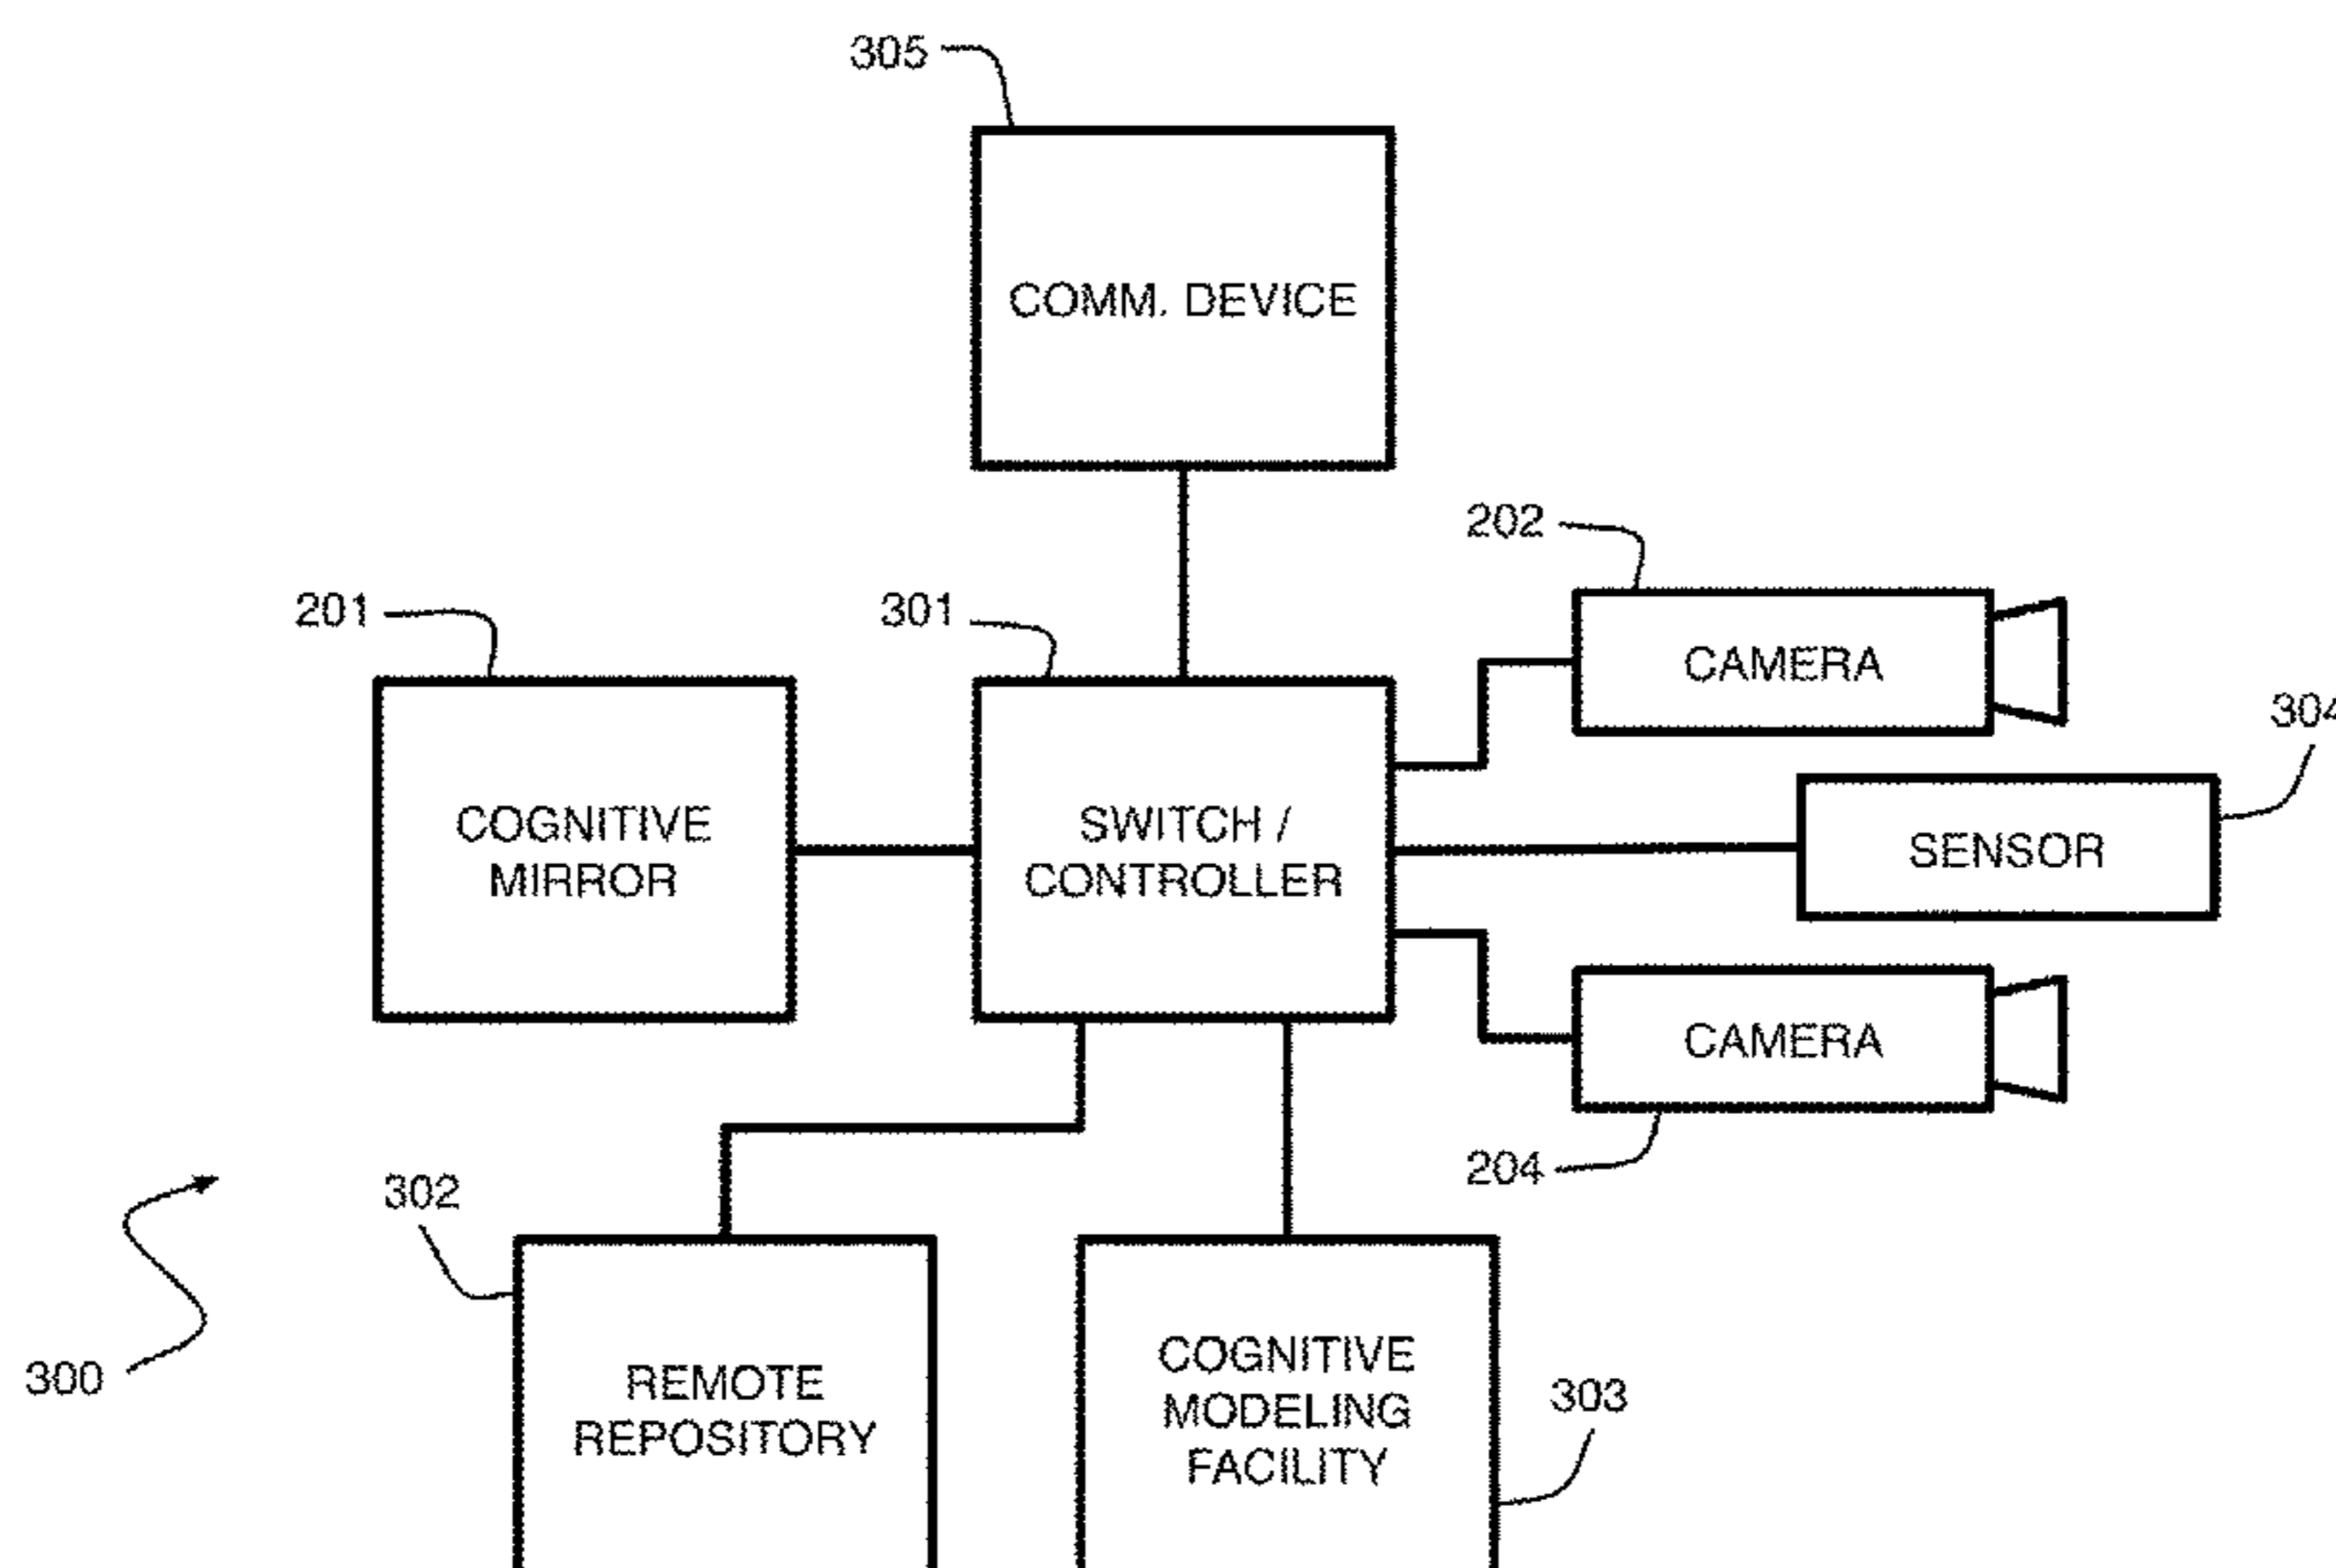 305
COMM. DEVICE
202
201
301
CAMERA
304
COGNITIVE
MIRROR
SWITCH /
CONTROLLER
SENSOR
CAMERA
204
302
300
REMOTE
REPOSITORY
COGNITIVE
MODELING
FACILITY
303